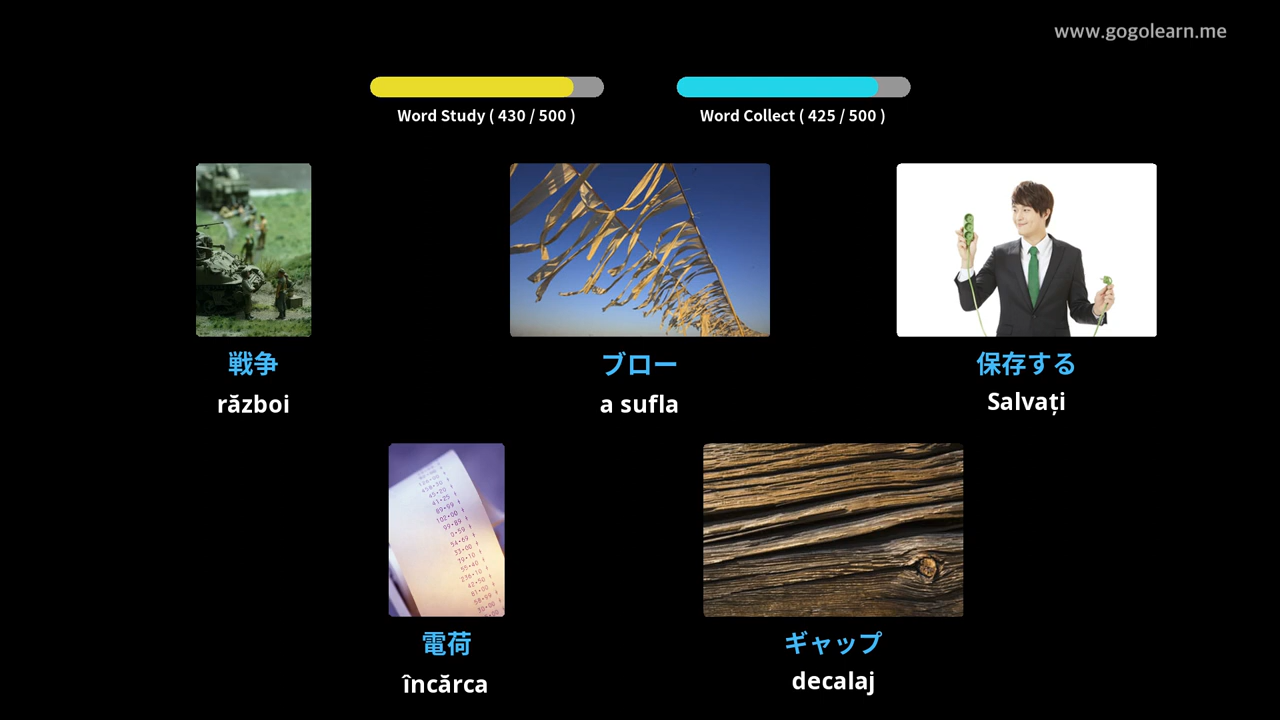 www.gogolearn.me
Word Study ( 430 / 500 )
Word Collect ( 425 / 500 )
戦争
război
ブロー
a sufla
保存する
Salvați
電荷
încărca
ギャップ
decalaj